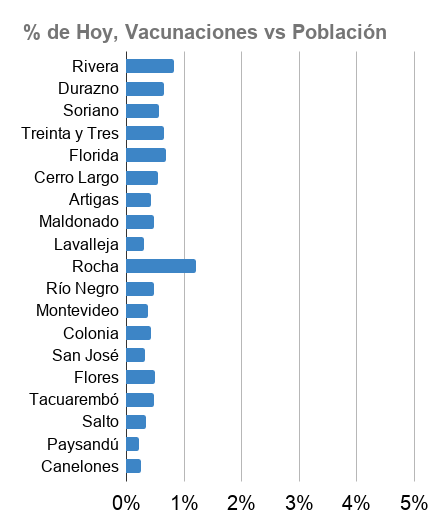 % de Hoy, Vacunaciones vs Población
Rivera
Durazno
Soriano
Treinta y Tres
Florida
Cerro Largo
Artigas
Maldonado
Lavalleja
Rocha
Río Negro
Montevideo
Colonia
San José
Flores
Tacuarembó
Salto
Paysandú
Canelones
0% 1% 2% 3% 4% 5%